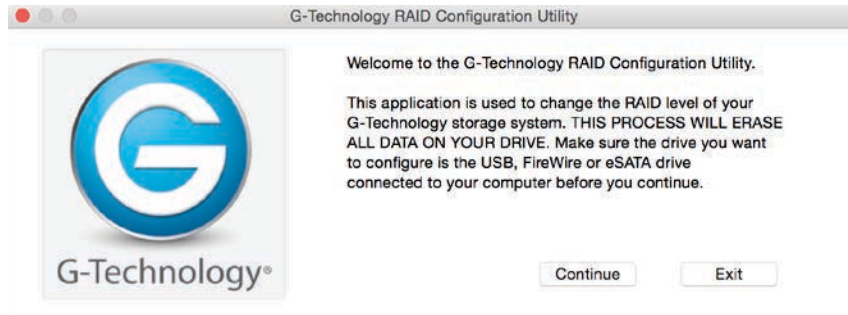 G-Technology RAID Configuration Utility
Welcome to the G-Technology RAID Configuration Utility.
This application is used to change the RAID level of your
G-Technology storage system. THIS PROCESS WILL ERASE
ALL DATA ON YOUR DRIVE. Make sure the drive you want
to configure is the USB, FireWire or eSATA drive
connected to your computer before you continue.
G-Technology®
Continue Exit